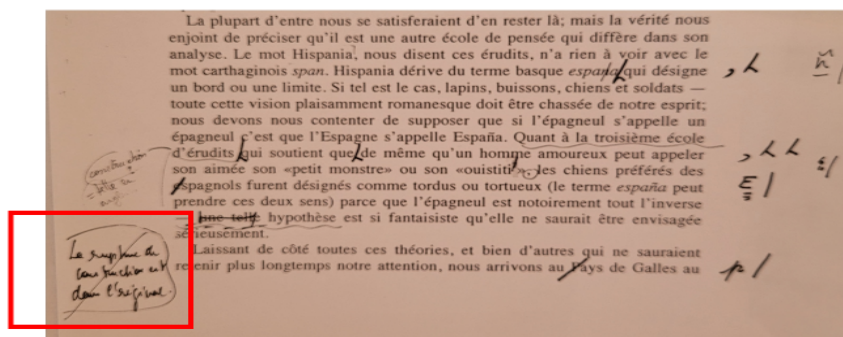 La plupart d'entre nous se satisferaient d'en rester là; mais la vérité nous
enjoint de préciser qu'il est une autre école de pensée qui diffère dans son
analyse. Le mot Hispania, nous disent ces érudits, n'a rien à voir avec le
mot carthaginois span. Hispania dérive du terme basque espana qui désigne
un bord ou une limite. Si tel est le cas, lapins, buissons, chiens et soldats —
toute cette vision plaisamment romanesque doit être chassée de notre esprit;
nous devons nous contenter de supposer que si l'épagneul s'appelle un
épagneul c'est que l'Espagne s'appelle España. Quant à la troisième école
d'érudits qui soutient que de même qu'un homme amoureux peut appeler
son aimée son «petit monstre» ou son «ouistiti», les chiens préférés des
espagnols furent désignés comme tordus ou tortueux (le terme españa peut
prendre ces deux sens) parce que l'épagneul est notoirement tout l'inverse
— une telle hypothèse est si fantaisiste qu'elle ne saurait être envisagée
sérieusement.
Laissant de côté toutes ces théories, et bien d'autres qui ne sauraient
retenir plus longtemps notre attention, nous arrivons au Pays de Galles au
construction
La rupture de
construction est
dans l'original.
ñ
E
p